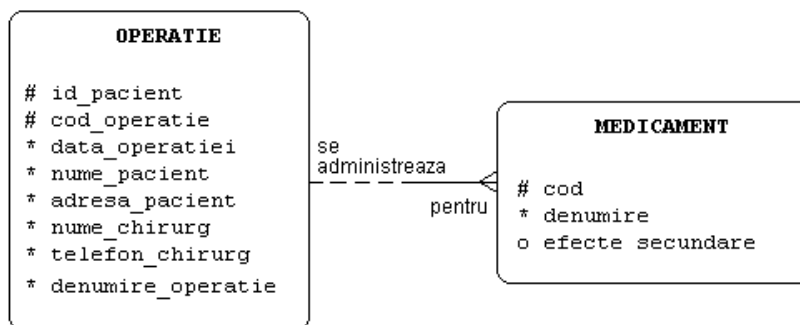 OPERATIE
# id_pacient
# cod_operatie
* data_operatiei
* nume_pacient
* adresa_pacient
* nume_chirurg
* telefon_chirurg
* denumire_operatie
se
administreaza
pentru
MEDICAMENT
# cod
* denumire
o efecte secundare